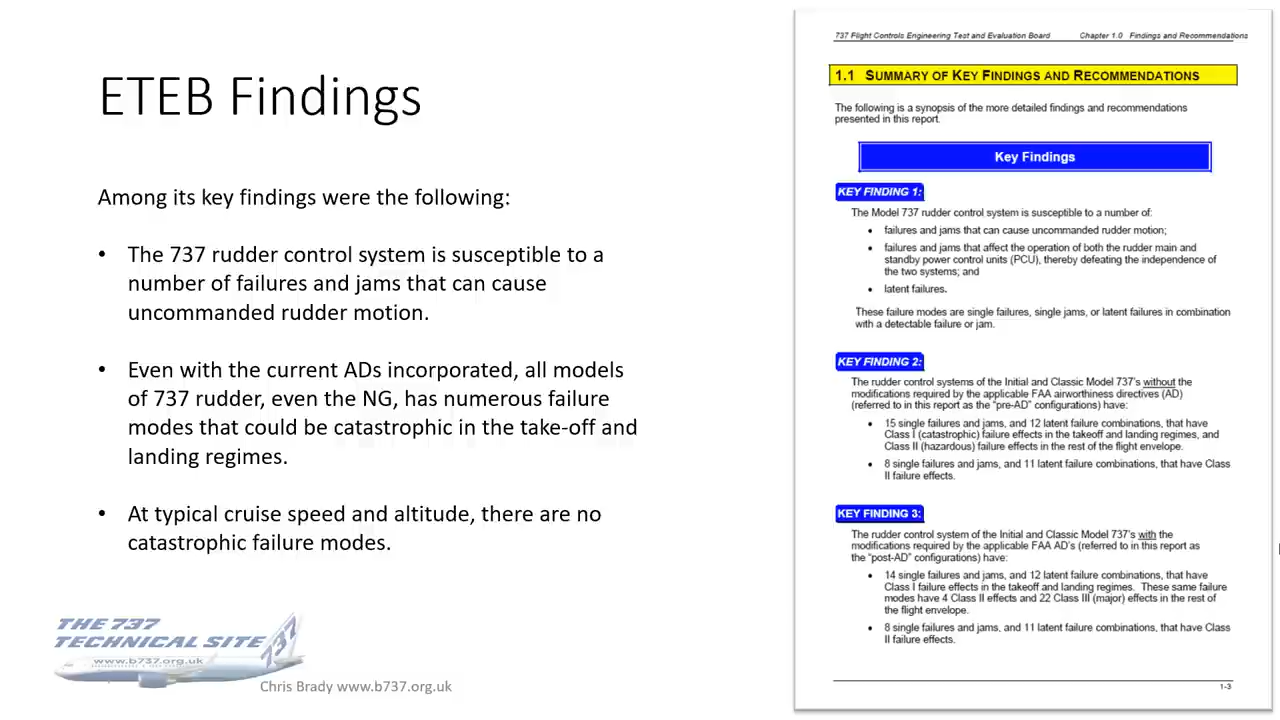 ETEB Findings
Among its key findings were the following:
• The 737 rudder control system is susceptible to a
number of failures and jams that can cause
uncommanded rudder motion.
• Even with the current ADs incorporated, all models
of 737 rudder, even the NG, has numerous failure
modes that could be catastrophic in the take-off and
landing regimes.
• At typical cruise speed and altitude, there are no
catastrophic failure modes.
THE 737
TECHNICAL SITE
737
www.b737.org.uk
Chris Brady www.b737.org.uk
737 Flight Controls Engineering Test and Evaluation Board Chapter 1.0 Findings and Recommendations
1.1 SUMMARY OF KEY FINDINGS AND RECOMMENDATIONS
The following is a synopsis of the more detailed findings and recommendations
presented in this report.
Key Findings
KEY FINDING 1:
The Model 737 rudder control system is susceptible to a number of:
• failures and jams that can cause uncommanded rudder motion;
• failures and jams that affect the operation of both the rudder main and
standby power control units (PCU), thereby defeating the independence of
the two systems; and
• latent failures.
These failure modes are single failures, single jams, or latent failures in combination
with a detectable failure or jam.
KEY FINDING 2:
The rudder control systems of the Initial and Classic Model 737's without the
modifications required by the applicable FAA airworthiness directives (AD)
(referred to in this report as the "pre-AD" configurations) have:
• 15 single failures and jams, and 12 latent failure combinations, that have
Class I (catastrophic) failure effects in the takeoff and landing regimes, and
Class II (hazardous) failure effects in the rest of the flight envelope.
• 8 single failures and jams, and 11 latent failure combinations, that have Class
II failure effects.
KEY FINDING 3:
The rudder control system of the Initial and Classic Model 737's with the
modifications required by the applicable FAA AD's (referred to in this report as
the "post-AD" configurations) have:
• 14 single failures and jams, and 12 latent failure combinations, that have
Class I failure effects in the takeoff and landing regimes. These same failure
modes have 4 Class II effects and 22 Class III (major) effects in the rest of
the flight envelope.
• 8 single failures and jams, and 11 latent failure combinations, that have Class
II failure effects.
1-3